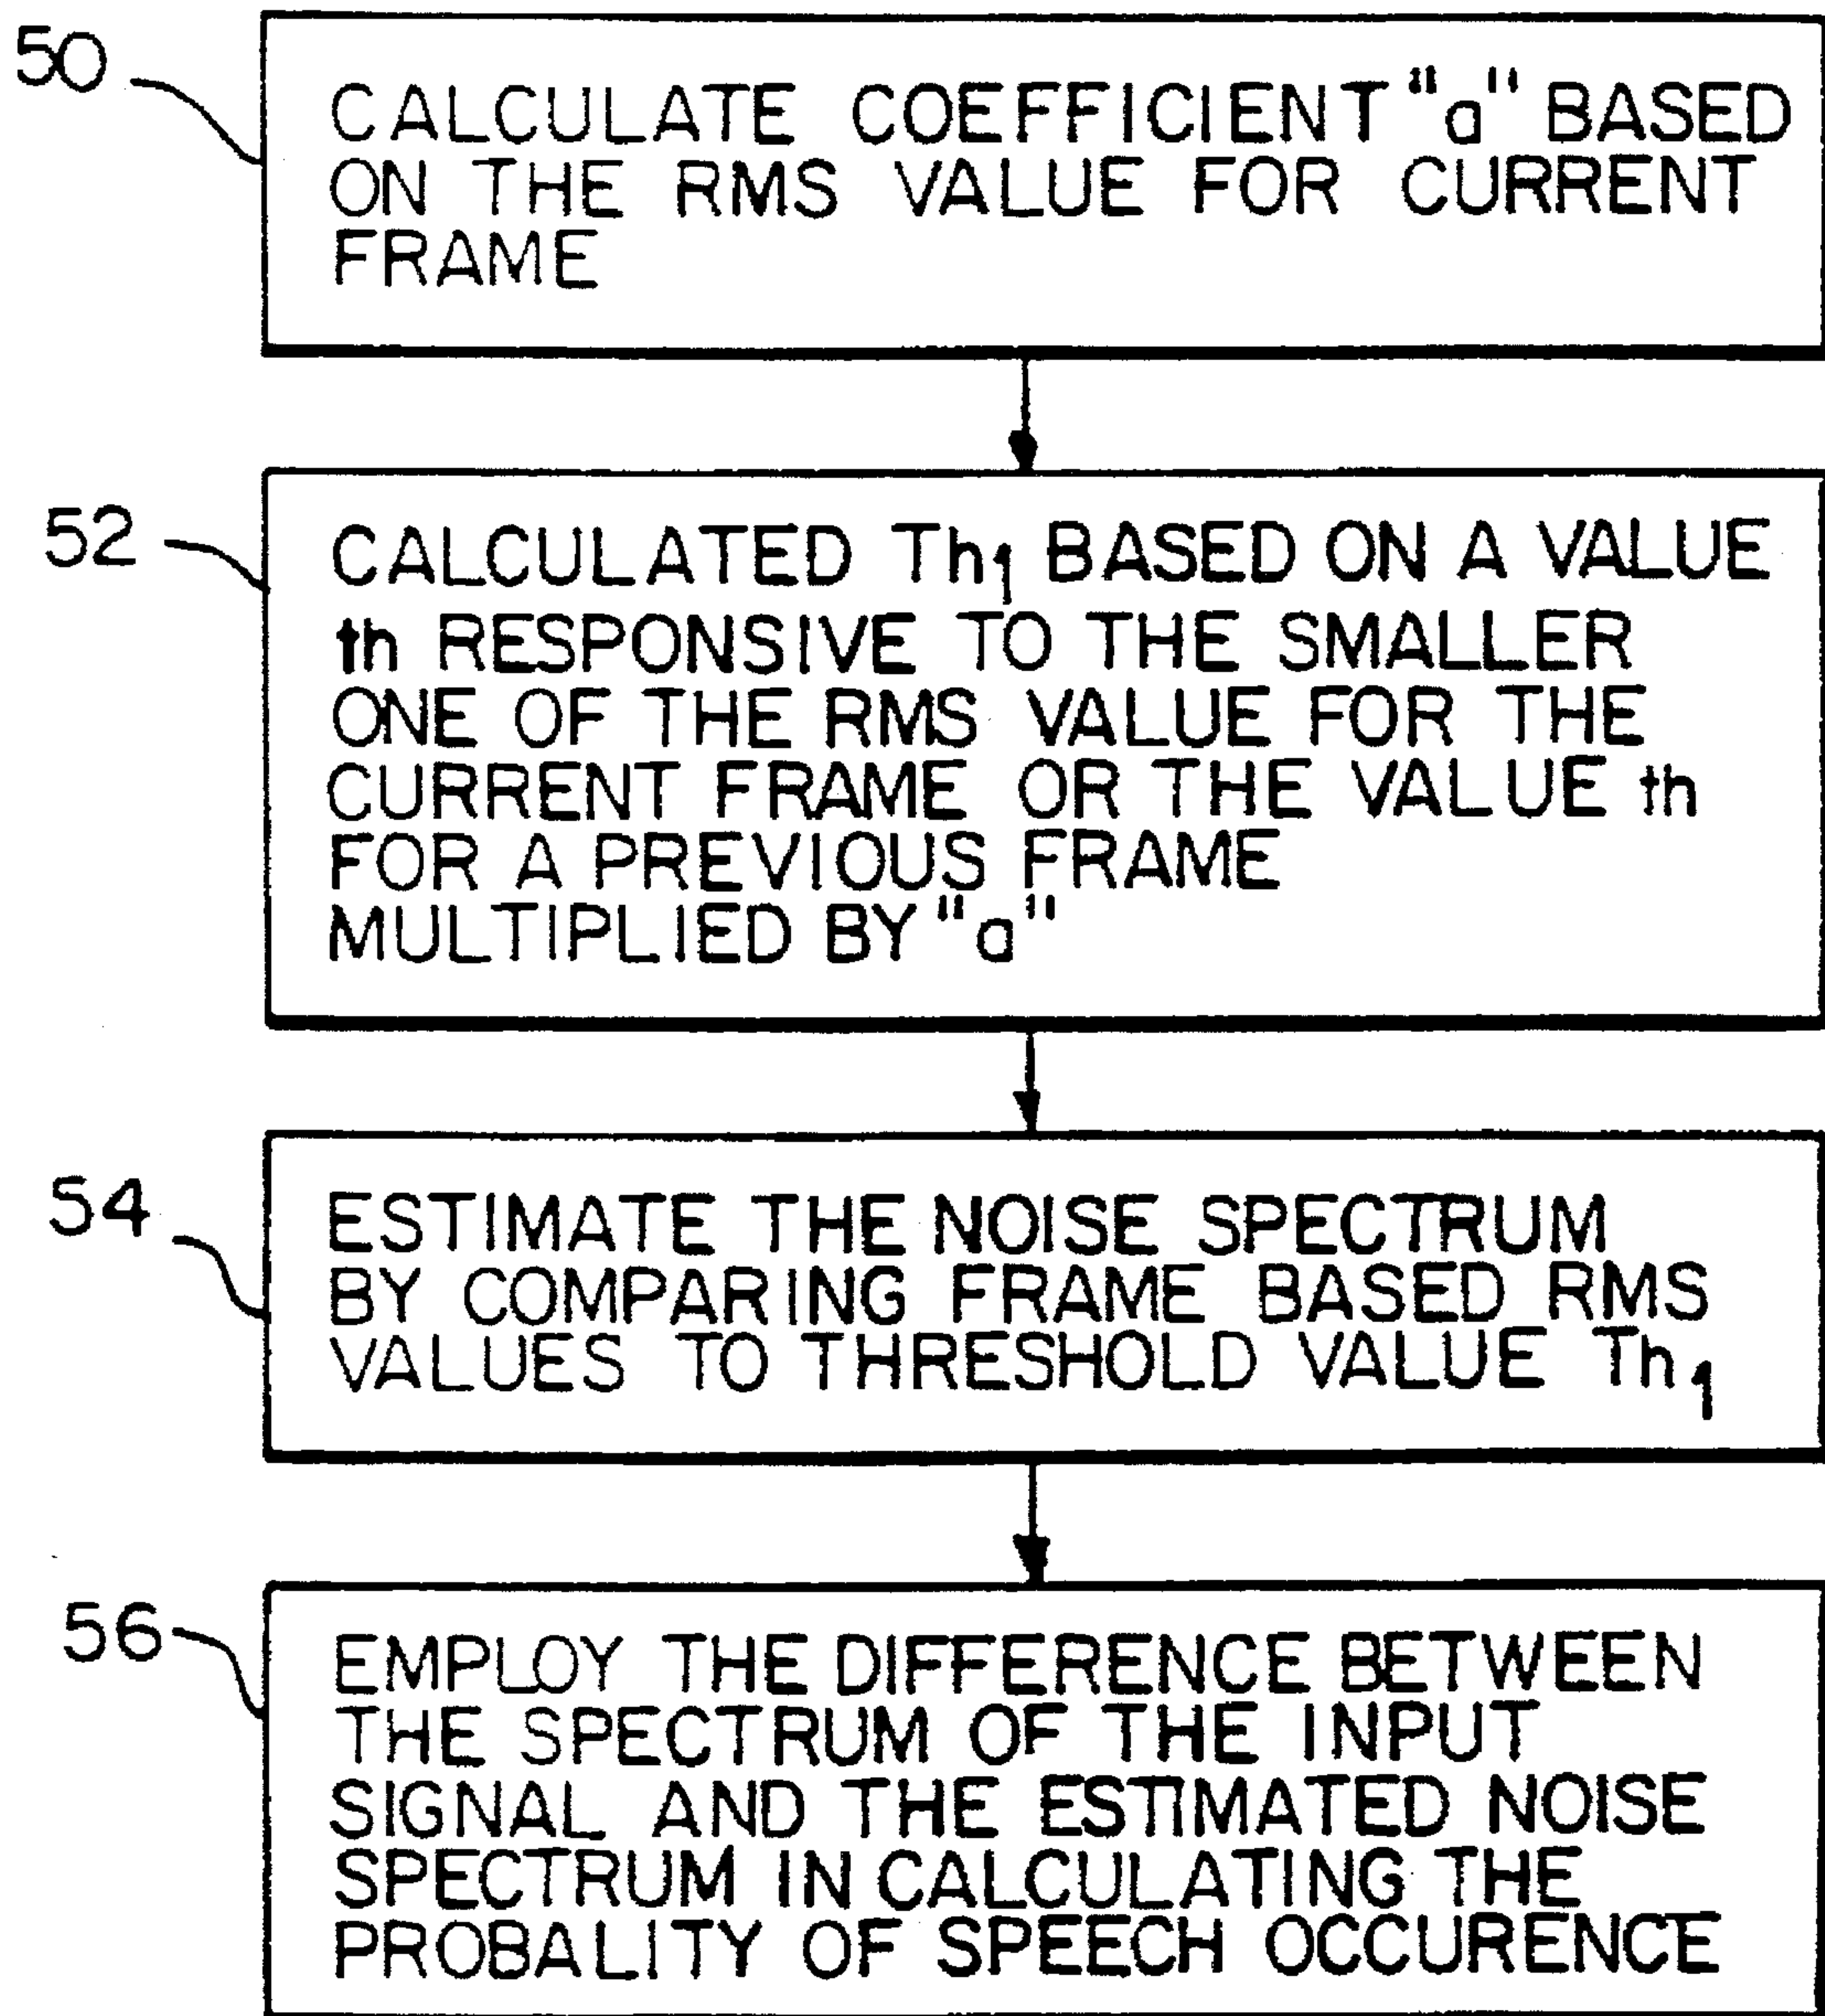 50
CALCULATE COEFFICIENT "a" BASED
ON THE RMS VALUE FOR CURRENT
FRAME
52
CALCULATED Th1 BASED ON A VALUE
th RESPONSIVE TO THE SMALLER
ONE OF THE RMS VALUE FOR THE
CURRENT FRAME OR THE VALUE th
FOR A PREVIOUS FRAME
MULTIPLIED BY "a"
54
ESTIMATE THE NOISE SPECTRUM
BY COMPARING FRAME BASED RMS
VALUES TO THRESHOLD VALUE Th1
56
EMPLOY THE DIFFERENCE BETWEEN
THE SPECTRUM OF THE INPUT
SIGNAL AND THE ESTIMATED NOISE
SPECTRUM IN CALCULATING THE
PROBALITY OF SPEECH OCCURENCE